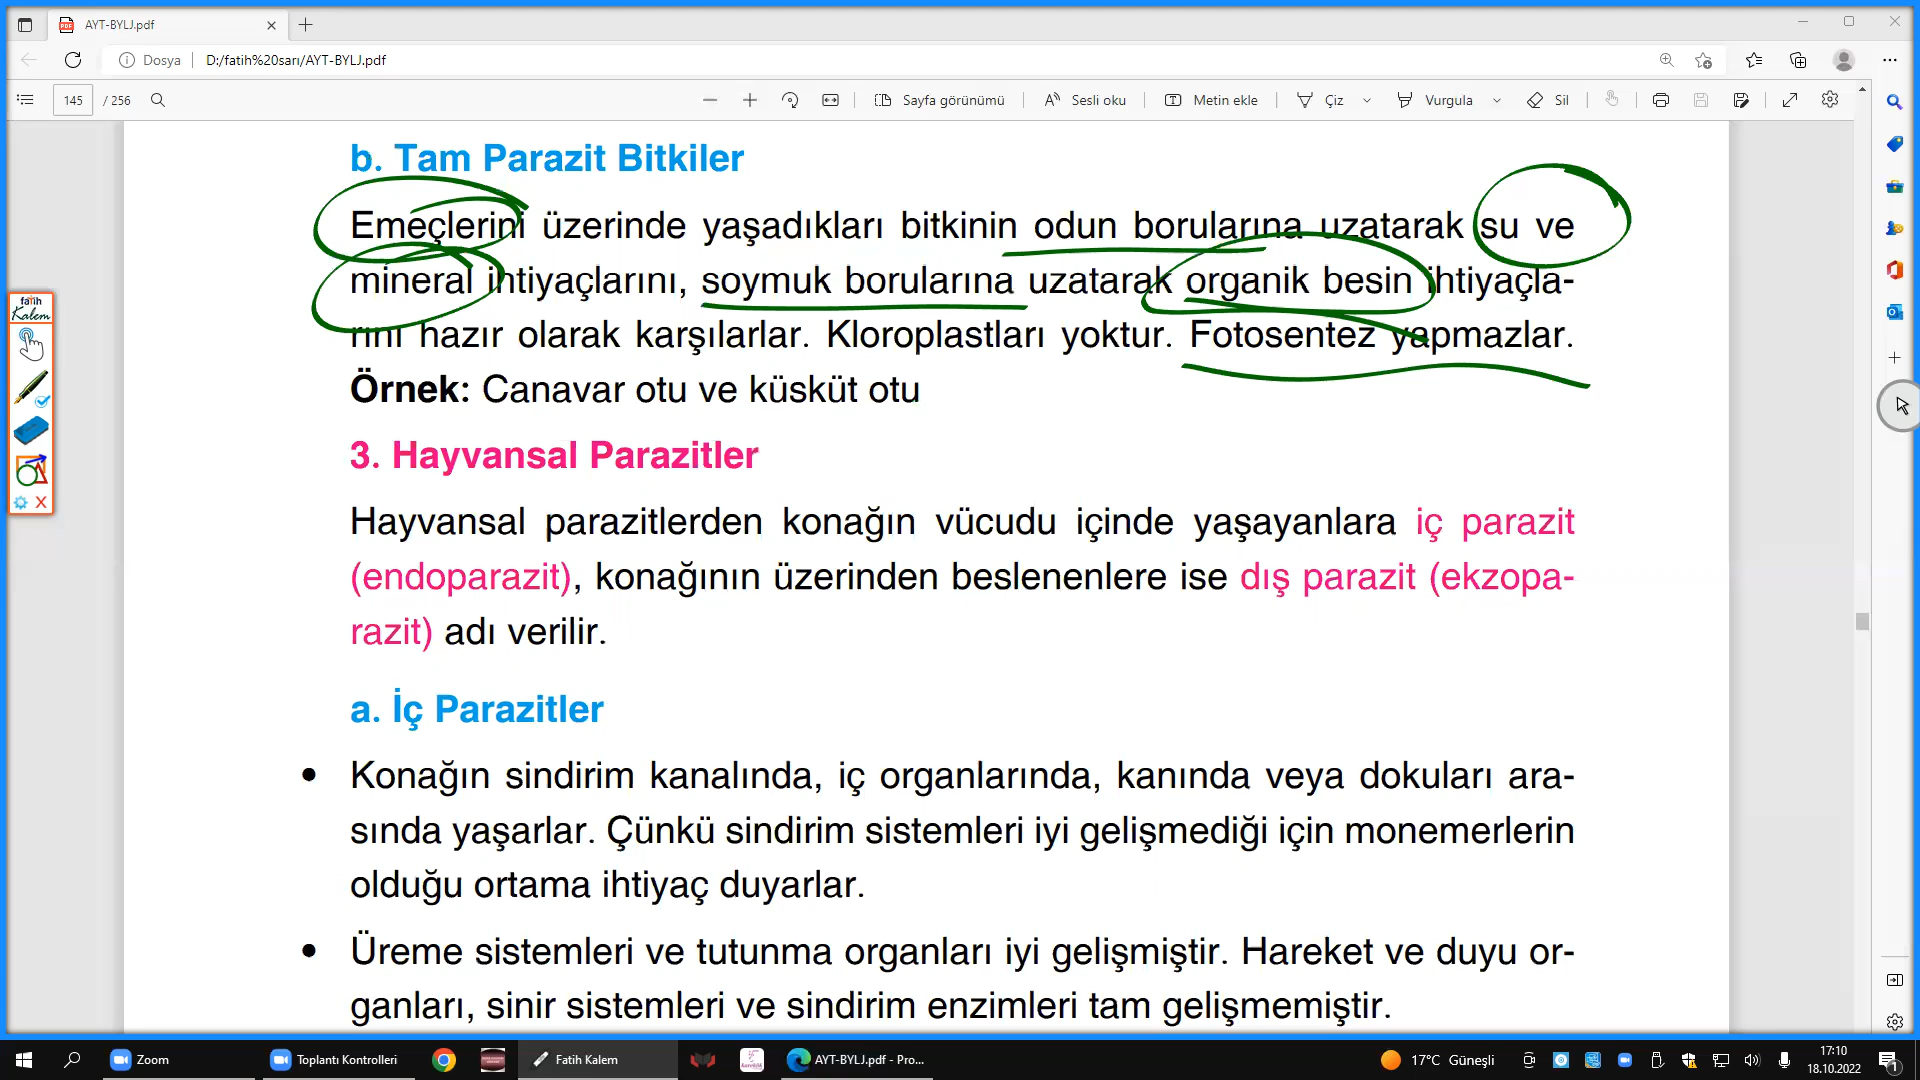 AYT-BYLJ.pdf
Dosya D:/fatih%20sarı/AYT-BYLJ.pdf
145 / 256 Sayfa görünümü Sesli oku Metin ekle Çiz Vurgula Sil
b. Tam Parazit Bitkiler
Emeçlerini üzerinde yaşadıkları bitkinin odun borularına uzatarak su ve
mineral ihtiyaçlarını, soymuk borularına uzatarak organik besin ihtiyaçla-
rını hazır olarak karşılarlar. Kloroplastları yoktur. Fotosentez yapmazlar.
Örnek: Canavar otu ve küsküt otu
3. Hayvansal Parazitler
Hayvansal parazitlerden konağın vücudu içinde yaşayanlara iç parazit
(endoparazit), konağının üzerinden beslenenlere ise dış parazit (ekzopa-
razit) adı verilir.
a. İç Parazitler
• Konağın sindirim kanalında, iç organlarında, kanında veya dokuları ara-
sında yaşarlar. Çünkü sindirim sistemleri iyi gelişmediği için monemerlerin
olduğu ortama ihtiyaç duyarlar.
• Üreme sistemleri ve tutunma organları iyi gelişmiştir. Hareket ve duyu or-
ganları, sinir sistemleri ve sindirim enzimleri tam gelişmemiştir.
fatih
Kalem
Zoom Toplantı Kontrolleri Fatih Kalem AYT-BYLJ.pdf - Pro... 17°C Güneşli
17:10
18.10.2022